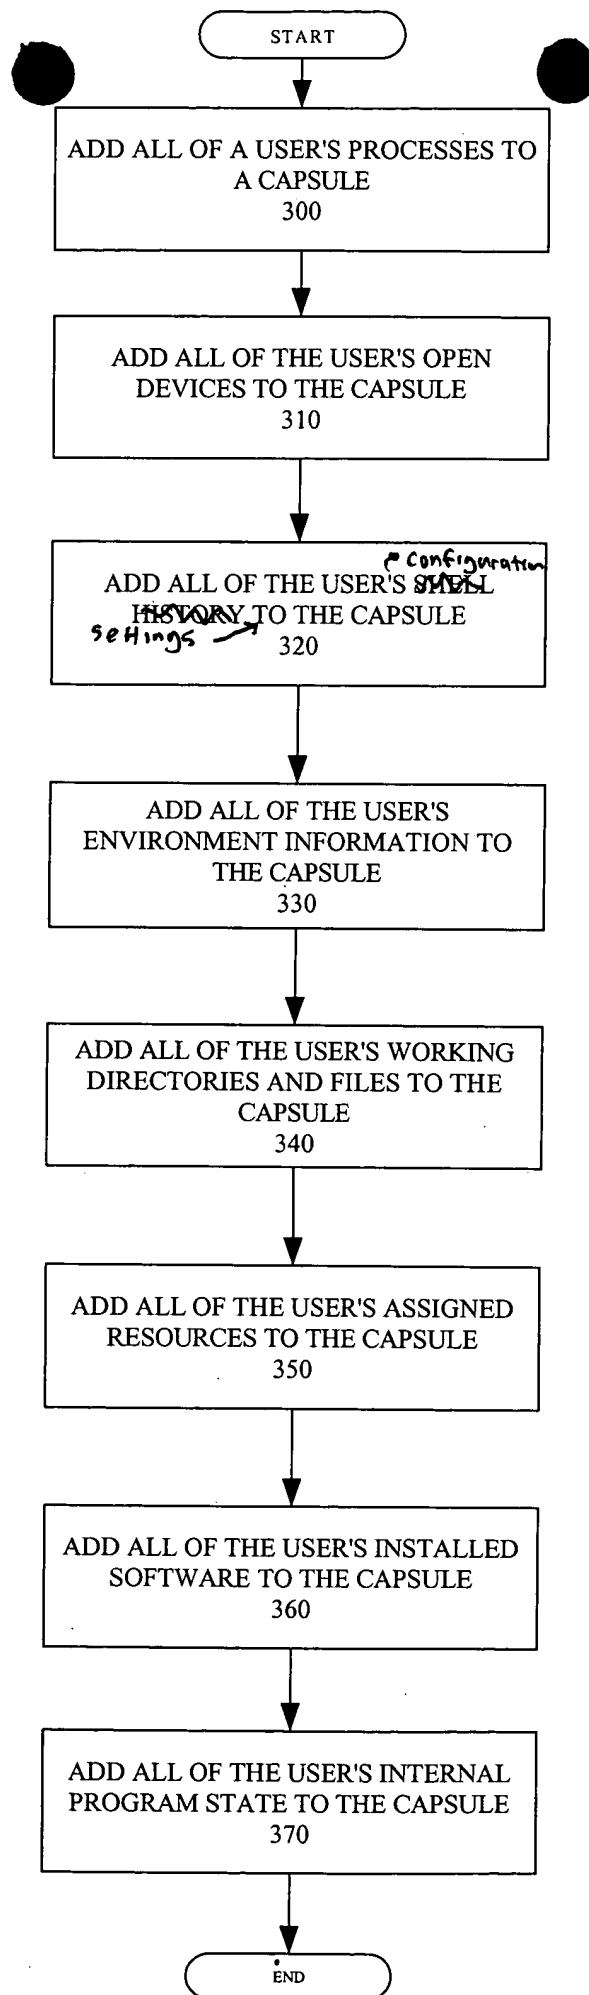 START
ADD ALL OF A USER'S PROCESSES TO
A CAPSULE
300
ADD ALL OF THE USER'S OPEN
DEVICES TO THE CAPSULE
310
configuration
ADD ALL OF THE USER'S SHELL
HISTORY TO THE CAPSULE
settings
320
ADD ALL OF THE USER'S
ENVIRONMENT INFORMATION TO
THE CAPSULE
330
ADD ALL OF THE USER'S WORKING
DIRECTORIES AND FILES TO THE
CAPSULE
340
ADD ALL OF THE USER'S ASSIGNED
RESOURCES TO THE CAPSULE
350
ADD ALL OF THE USER'S INSTALLED
SOFTWARE TO THE CAPSULE
360
ADD ALL OF THE USER'S INTERNAL
PROGRAM STATE TO THE CAPSULE
370
END